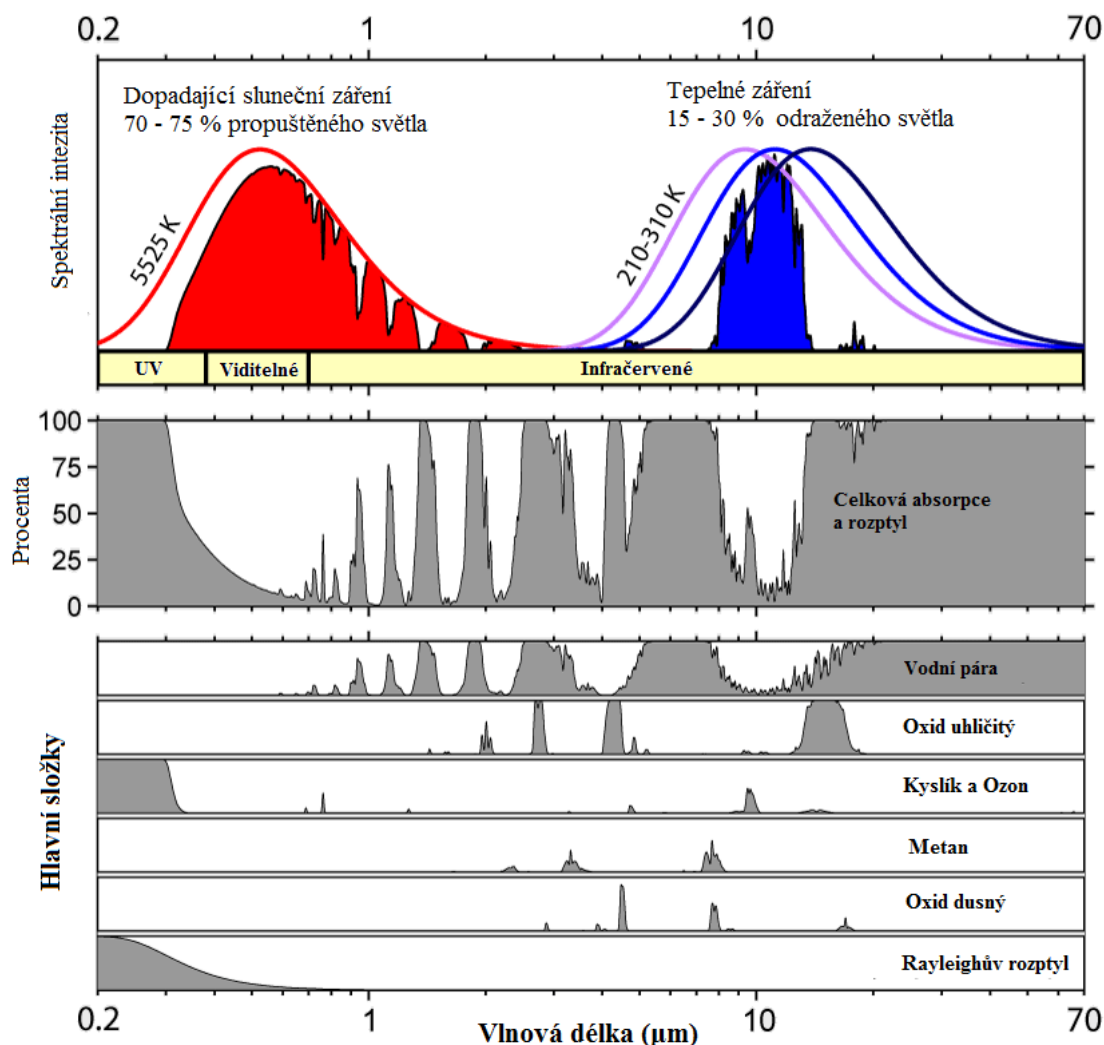 0.2 1 10 70
Dopadající sluneční záření
70 - 75 % propuštěného světla
Tepelné záření
15 - 30 % odraženého světla
Spektrální intezita
5525 K
210-310 K
UV Viditelné Infračervené
Procenta
100
75
50
25
0
Celková absorpce
a rozptyl
Hlavní složky
Vodní pára
Oxid uhličitý
Kyslík a Ozon
Metan
Oxid dusný
Rayleighův rozptyl
0.2 1 10 70
Vlnová délka (µm)